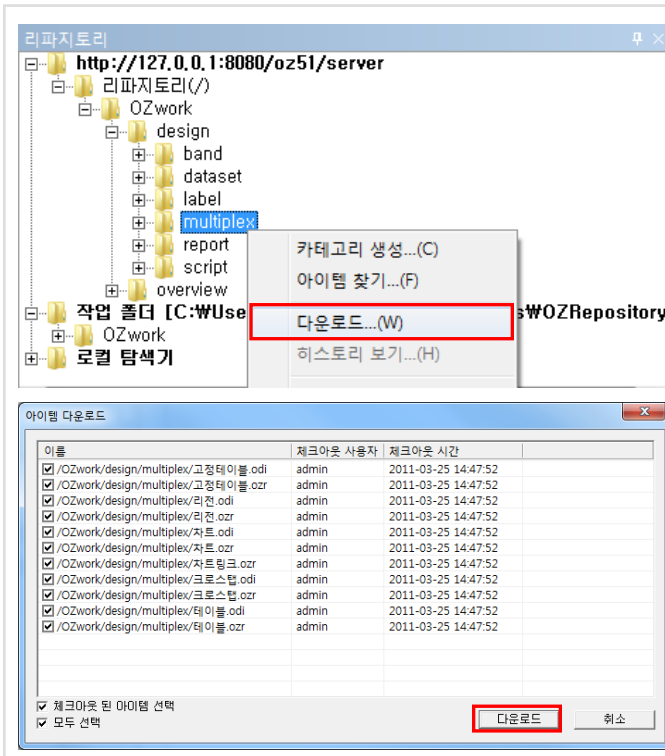 리파지토리
http://127.0.0.1:8080/oz51/server
리파지토리(/)
OZwork
design
band
dataset
label
multiplex
report
script
overview
카테고리 생성...(C)
아이템 찾기...(F)
다운로드...(W)
히스토리 보기...(H)
작업 폴더 [C:₩Use s₩OZRepository
OZwork
로컬 탐색기
아이템 다운로드
이름 체크아웃 사용자 체크아웃 시간
/OZwork/design/multiplex/고정테이블.odi admin 2011-03-25 14:47:52
/OZwork/design/multiplex/고정테이블.ozr admin 2011-03-25 14:47:52
/OZwork/design/multiplex/리전.odi admin 2011-03-25 14:47:52
/OZwork/design/multiplex/리전.ozr admin 2011-03-25 14:47:52
/OZwork/design/multiplex/차트.odi admin 2011-03-25 14:47:52
/OZwork/design/multiplex/차트.ozr admin 2011-03-25 14:47:52
/OZwork/design/multiplex/차트링크.ozr admin 2011-03-25 14:47:52
/OZwork/design/multiplex/크로스탭.odi admin 2011-03-25 14:47:52
/OZwork/design/multiplex/크로스탭.ozr admin 2011-03-25 14:47:52
/OZwork/design/multiplex/테이블.odi admin 2011-03-25 14:47:52
/OZwork/design/multiplex/테이블.ozr admin 2011-03-25 14:47:52
체크아웃 된 아이템 선택
모두 선택
다운로드 취소